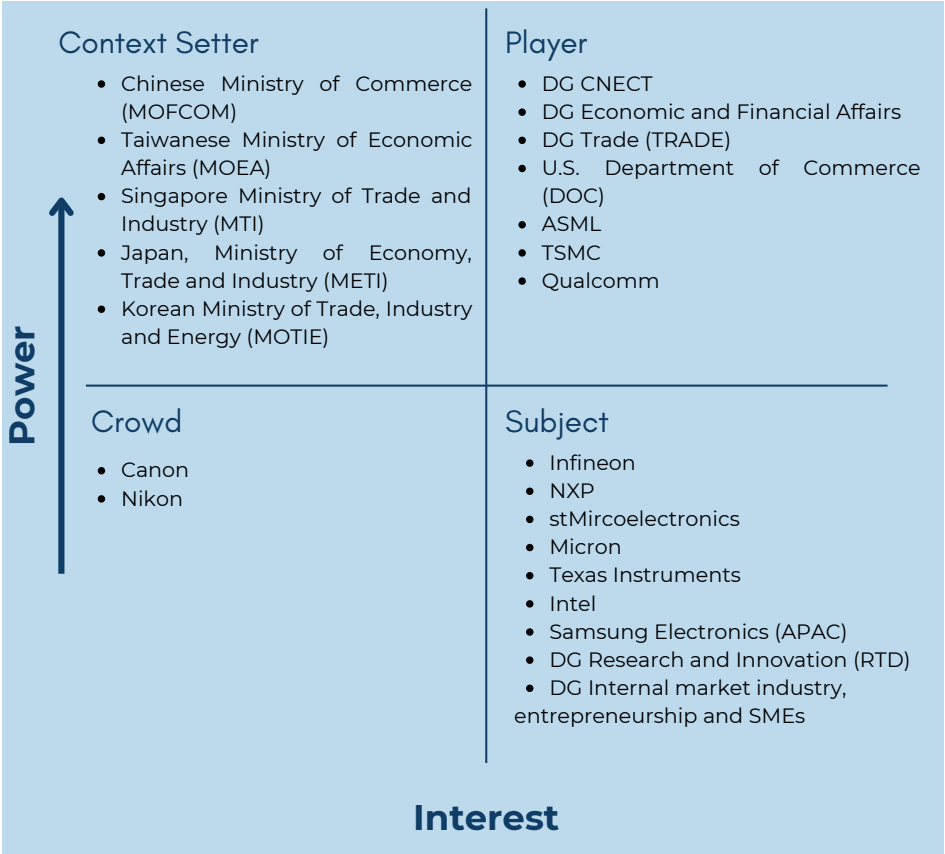 Context Setter
• Chinese Ministry of Commerce
(MOFCOM)
• Taiwanese Ministry of Economic
Affairs (MOEA)
• Singapore Ministry of Trade and
Industry (MTI)
• Japan, Ministry of Economy,
Trade and Industry (METI)
• Korean Ministry of Trade, Industry
and Energy (MOTIE)
Player
• DG CNECT
• DG Economic and Financial Affairs
• DG Trade (TRADE)
• U.S. Department of Commerce
(DOC)
• ASML
• TSMC
• Qualcomm
Power
Crowd
• Canon
• Nikon
Subject
• Infineon
• NXP
• stMircoelectronics
• Micron
• Texas Instruments
• Intel
• Samsung Electronics (APAC)
• DG Research and Innovation (RTD)
• DG Internal market industry,
entrepreneurship and SMEs
Interest